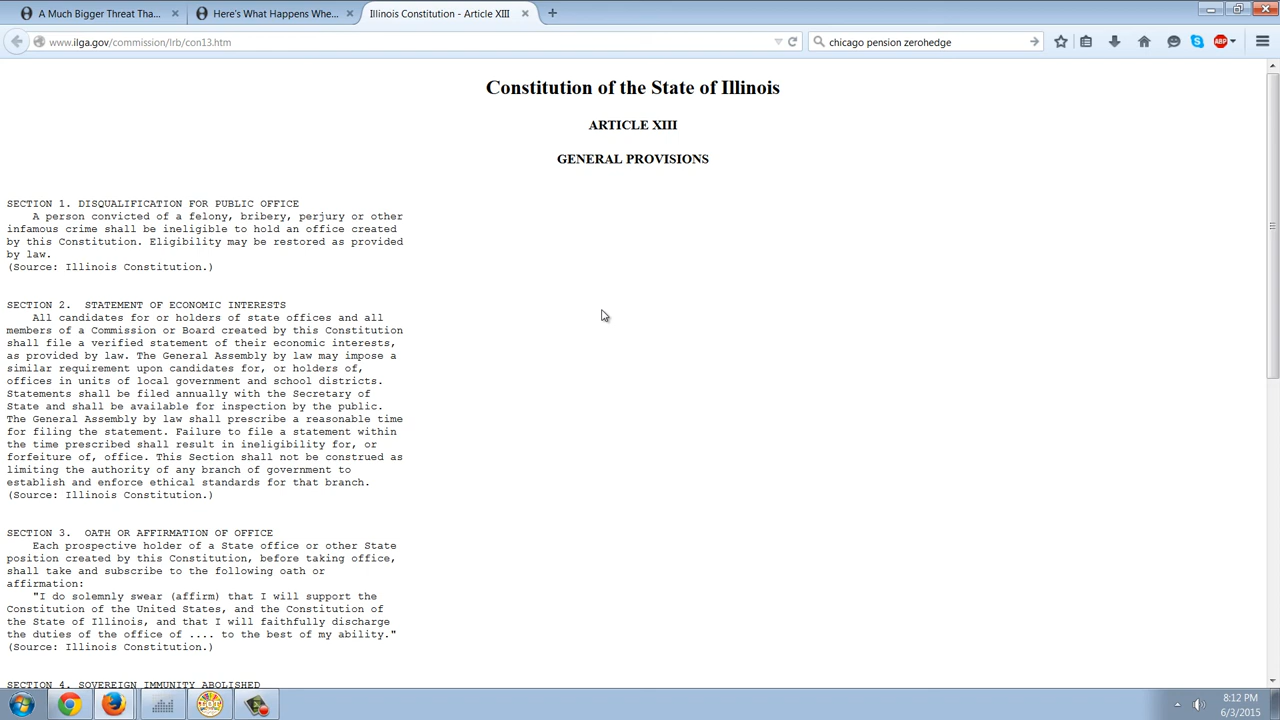 A Much Bigger Threat Tha...
Here's What Happens Whe...
Illinois Constitution - Article XIII
www.ilga.gov/commission/lrb/con13.htm
chicago pension zerohedge
ABP
Constitution of the State of Illinois
ARTICLE XIII
GENERAL PROVISIONS
SECTION 1. DISQUALIFICATION FOR PUBLIC OFFICE
A person convicted of a felony, bribery, perjury or other
infamous crime shall be ineligible to hold an office created
by this Constitution. Eligibility may be restored as provided
by law.
(Source: Illinois Constitution.)
SECTION 2. STATEMENT OF ECONOMIC INTERESTS
All candidates for or holders of state offices and all
members of a Commission or Board created by this Constitution
shall file a verified statement of their economic interests,
as provided by law. The General Assembly by law may impose a
similar requirement upon candidates for, or holders of,
offices in units of local government and school districts.
Statements shall be filed annually with the Secretary of
State and shall be available for inspection by the public.
The General Assembly by law shall prescribe a reasonable time
for filing the statement. Failure to file a statement within
the time prescribed shall result in ineligibility for, or
forfeiture of, office. This Section shall not be construed as
limiting the authority of any branch of government to
establish and enforce ethical standards for that branch.
(Source: Illinois Constitution.)
SECTION 3. OATH OR AFFIRMATION OF OFFICE
Each prospective holder of a State office or other State
position created by this Constitution, before taking office,
shall take and subscribe to the following oath or
affirmation:
"I do solemnly swear (affirm) that I will support the
Constitution of the United States, and the Constitution of
the State of Illinois, and that I will faithfully discharge
the duties of the office of .... to the best of my ability."
(Source: Illinois Constitution.)
SECTION 4. SOVEREIGN IMMUNITY ABOLISHED
8:12 PM
6/3/2015